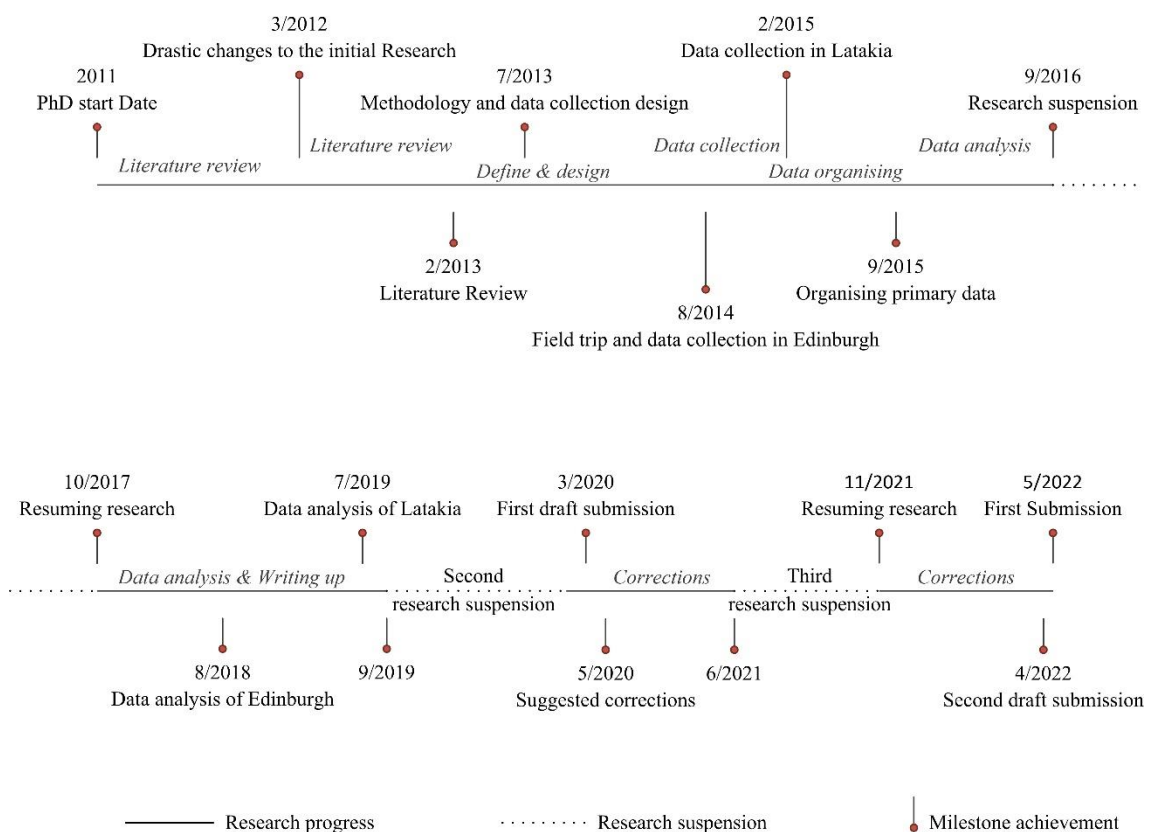 3/2012
Drastic changes to the initial Research
2/2015
Data collection in Latakia
2011
PhD start Date
7/2013
Methodology and data collection design
9/2016
Research suspension
Literature review
Literature review
Define & design
Data collection
Data organising
Data analysis
2/2013
Literature Review
8/2014
Field trip and data collection in Edinburgh
9/2015
Organising primary data
10/2017
Resuming research
7/2019
Data analysis of Latakia
3/2020
First draft submission
11/2021
Resuming research
5/2022
First Submission
Data analysis & Writing up
Second
research suspension
Corrections
Third
research suspension
Corrections
8/2018
Data analysis of Edinburgh
9/2019
5/2020
Suggested corrections
6/2021
4/2022
Second draft submission
Research progress
Research suspension
Milestone achievement